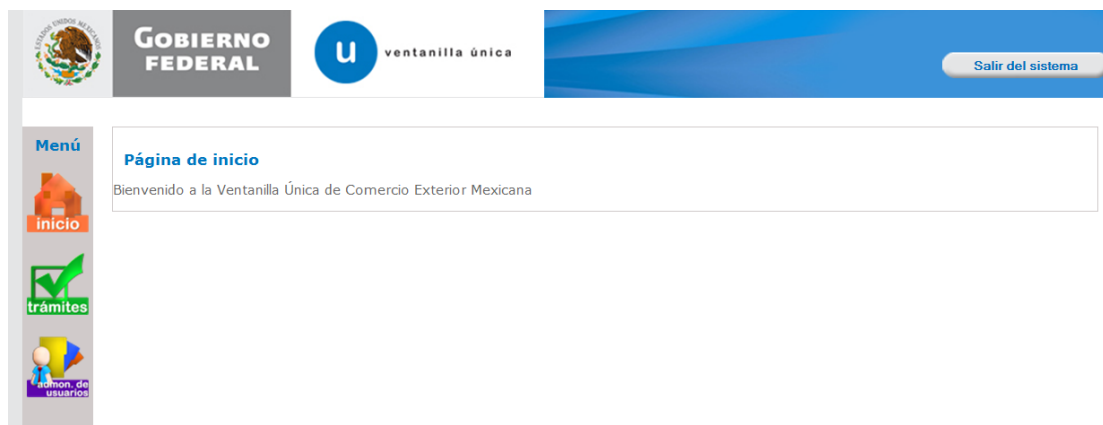 ESTADOS UNIDOS MEXICANOS
GOBIERNO
FEDERAL
u
ventanilla única
Salir del sistema
Menú
Página de inicio
Bienvenido a la Ventanilla Única de Comercio Exterior Mexicana
inicio
trámites
admon. de
usuarios